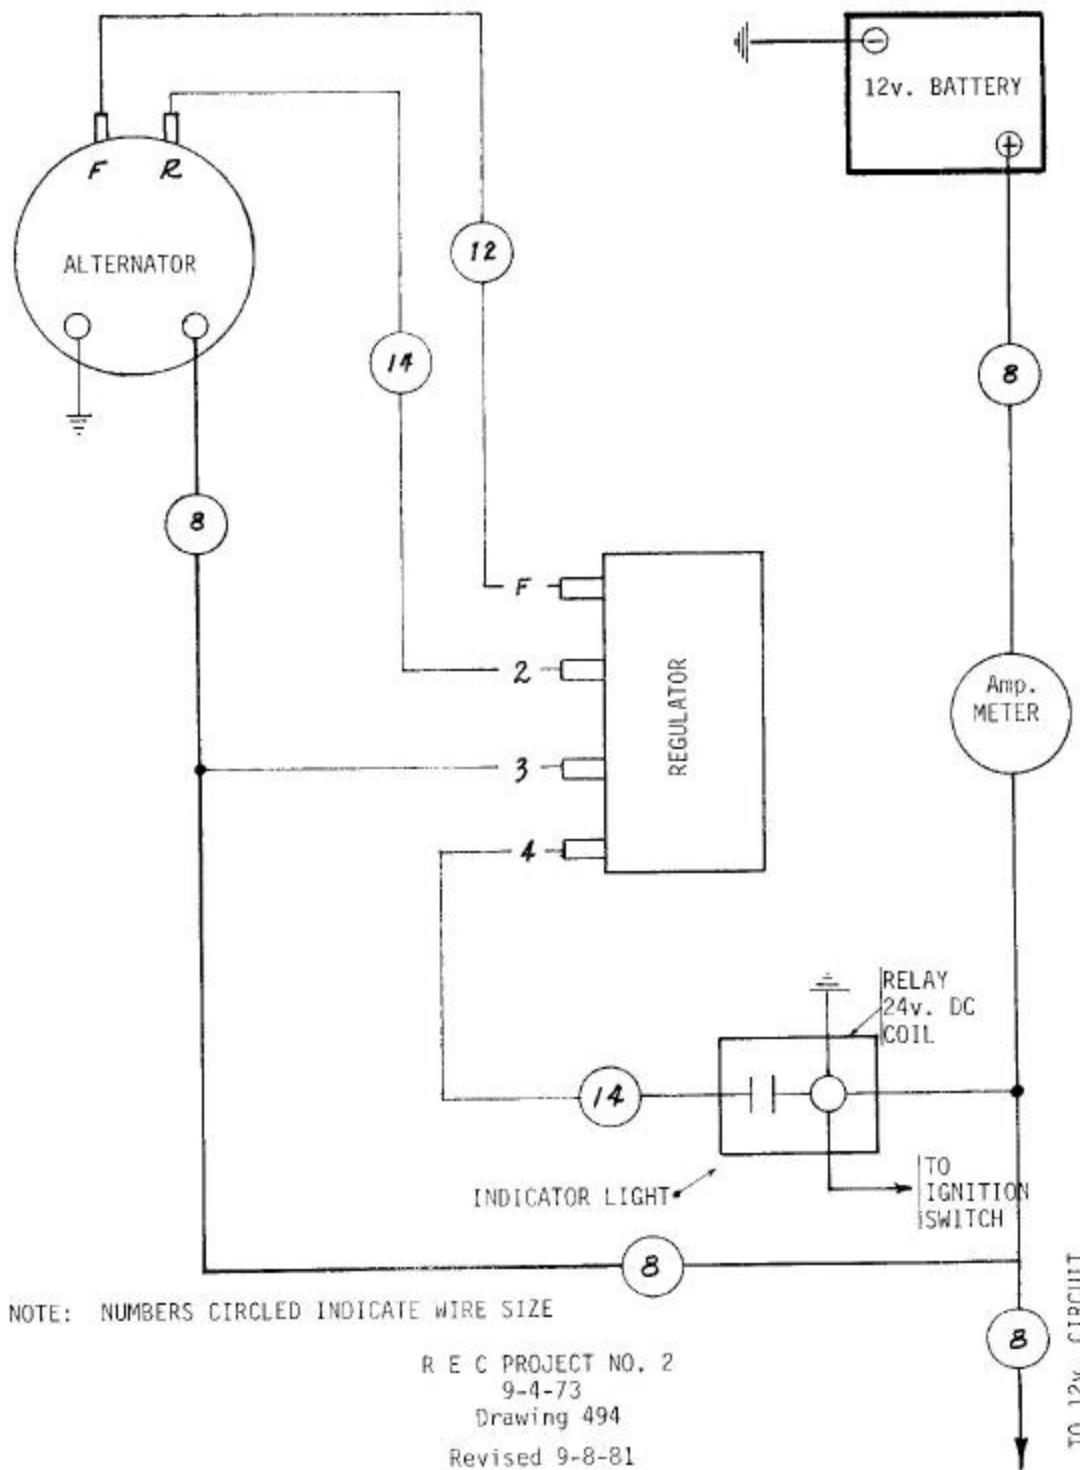 F R
ALTERNATOR
12v. BATTERY
12
14
8
8
F
2
3
4
REGULATOR
Amp.
METER
RELAY
24v. DC
COIL
14
INDICATOR LIGHT
TO
IGNITION
SWITCH
8
8
TO 12v. CIRCUIT
NOTE: NUMBERS CIRCLED INDICATE WIRE SIZE
R E C PROJECT NO. 2
9-4-73
Drawing 494
Revised 9-8-81